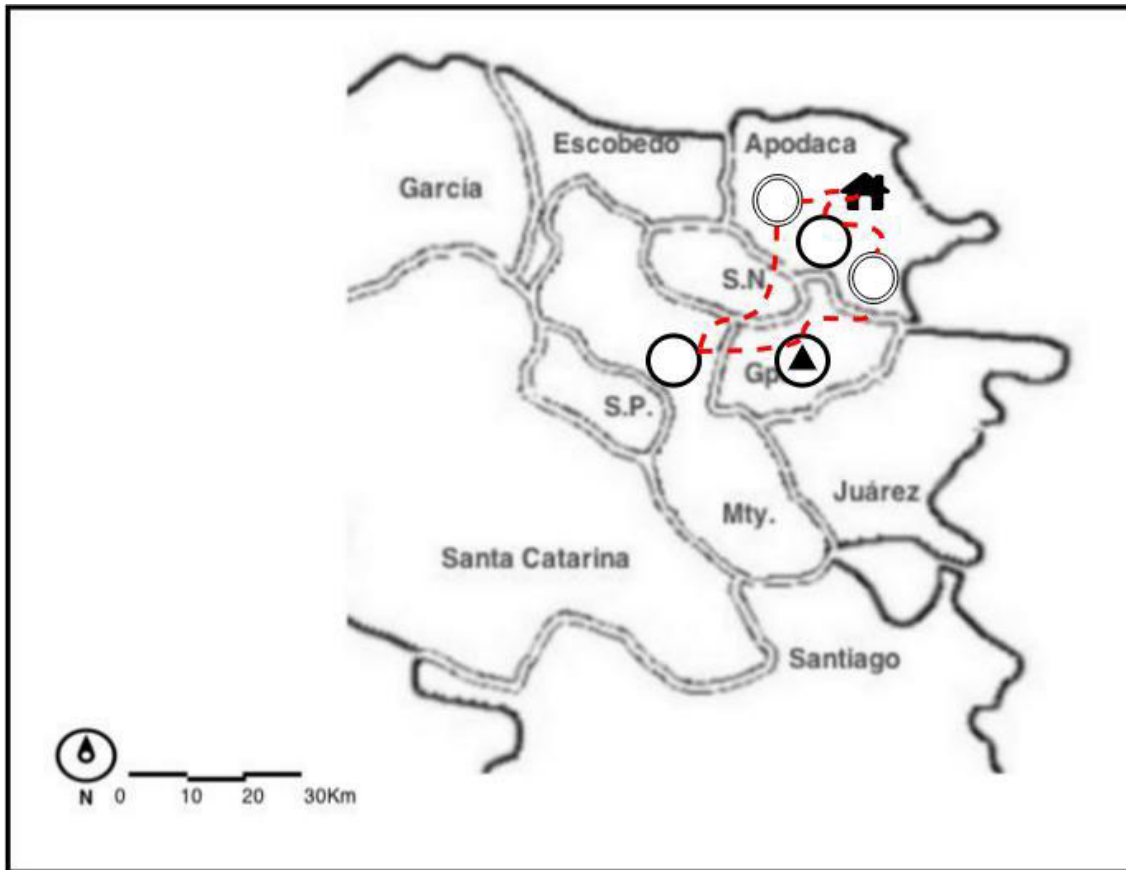 Escobedo
Apodaca
García
S.N.
Gp
S.P.
Juárez
Mty.
Santa Catarina
Santiago
N 0 10 20 30Km